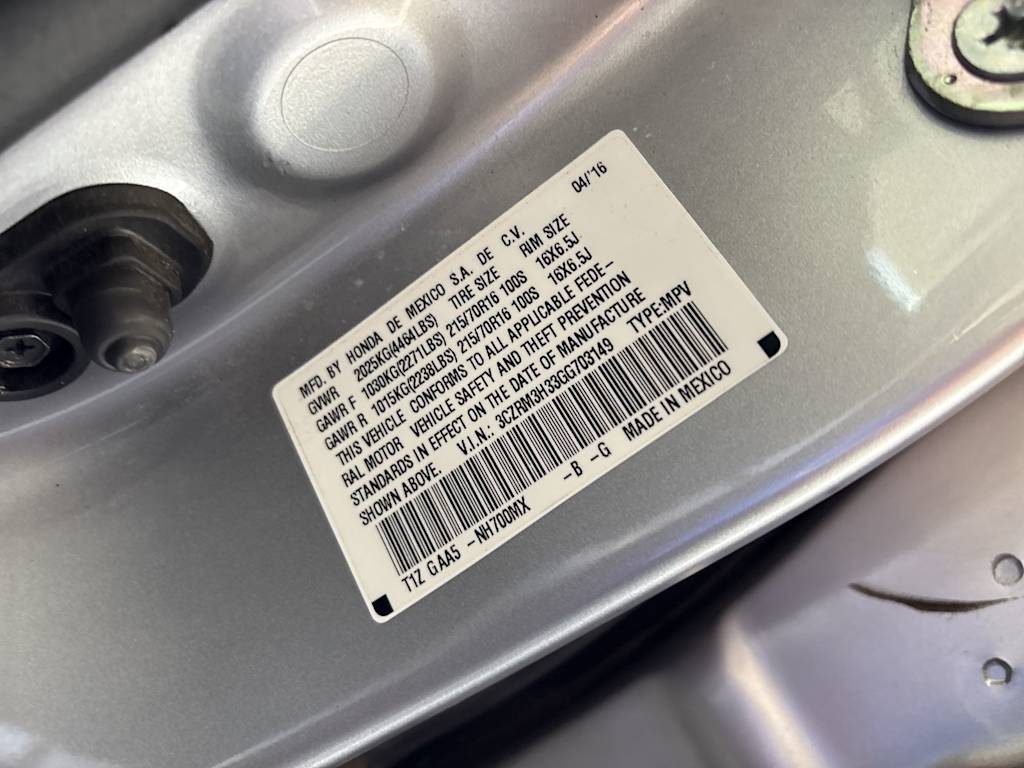 MFD. BY HONDA DE MEXICO S.A. DE C.V. 04/'16
GWVR 2025KG(4464LBS) TIRE SIZE RIM SIZE
GAWR F 1030KG(2271LBS) 215/70R16 100S 16X6.5J
GAWR R 1015KG(2238LBS) 215/70R16 100S 16X6.5J
THIS VEHICLE CONFORMS TO ALL APPLICABLE FEDE–
RAL MOTOR VEHICLE SAFETY AND THEFT PREVENTION
STANDARDS IN EFFECT ON THE DATE OF MANUFACTURE
SHOWN ABOVE. V.I.N.: 3CZRM3H33GG703149 TYPE:MPV
T1Z GAA5 –NH700MX –B –G MADE IN MEXICO